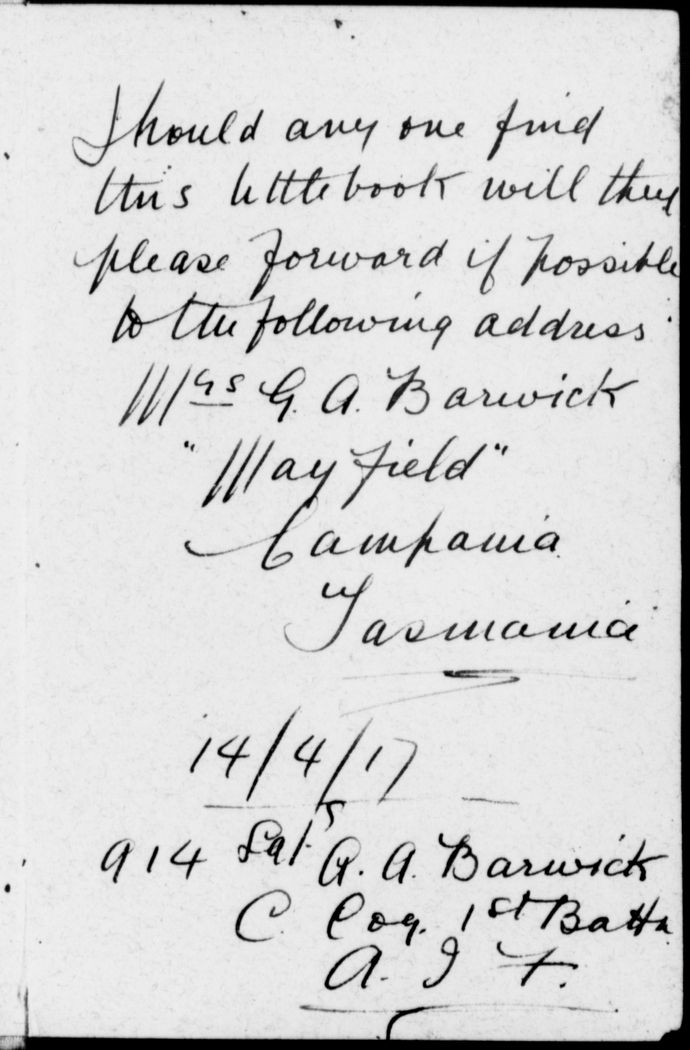 Should any one find
this little book will they
please forward if possible
to the following address
Mrs G. A. Barwick
"Mayfield"
Campania
Tasmania
14/4/17
914 Sgt. A. A. Barwick
C. Coy. 1st Battn
A. I. F.